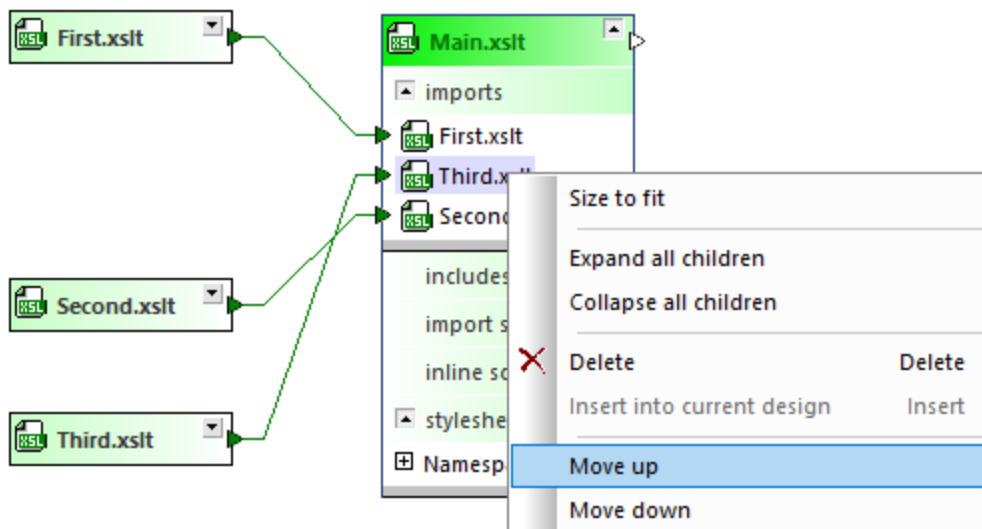 First.xslt
Main.xslt
imports
First.xslt
Third.x
Second
Size to fit
Expand all children
Collapse all children
includes
Second.xslt
import s
inline sc
Delete Delete
Insert into current design Insert
styleshe
Third.xslt
Namesp
Move up
Move down